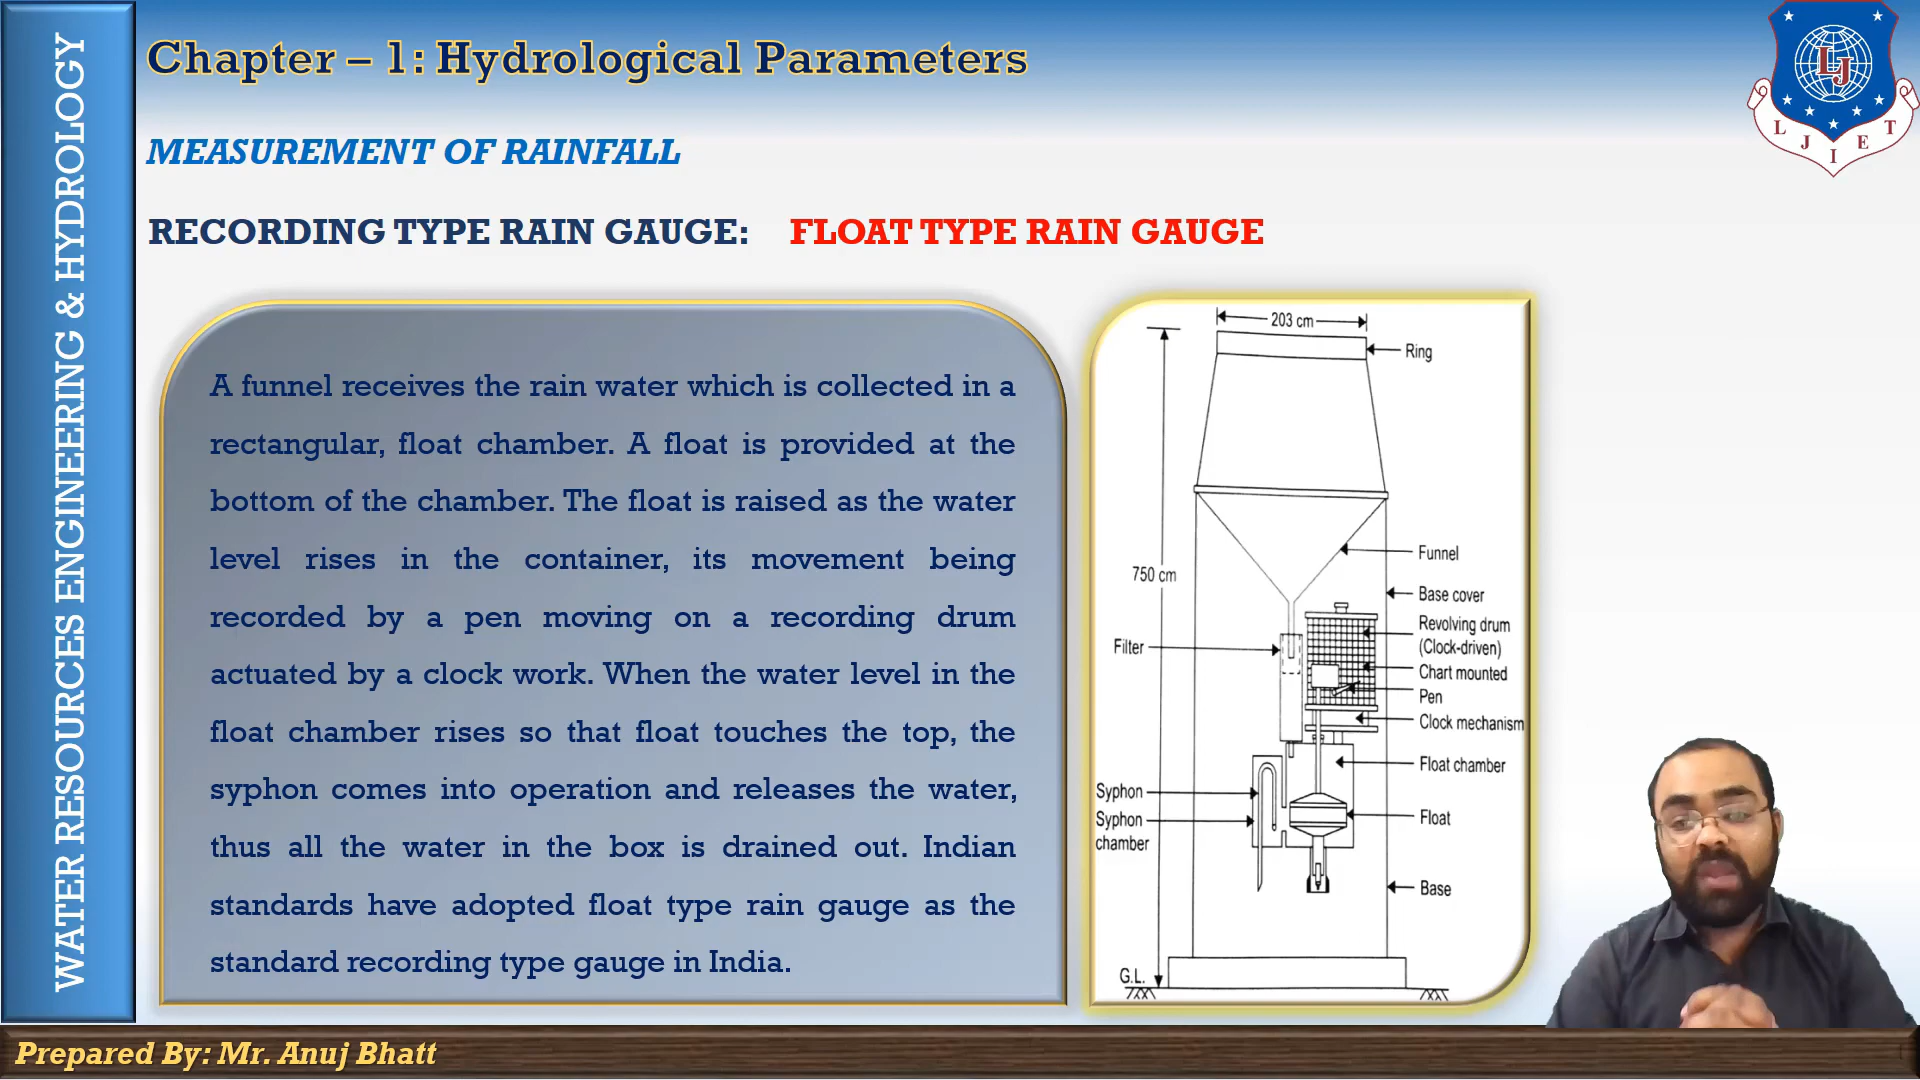 WATER RESOURCES ENGINEERING & HYDROLOGY
Chapter – 1: Hydrological Parameters
MEASUREMENT OF RAINFALL
RECORDING TYPE RAIN GAUGE: FLOAT TYPE RAIN GAUGE
A funnel receives the rain water which is collected in a
rectangular, float chamber. A float is provided at the
bottom of the chamber. The float is raised as the water
level rises in the container, its movement being
recorded by a pen moving on a recording drum
actuated by a clock work. When the water level in the
float chamber rises so that float touches the top, the
syphon comes into operation and releases the water,
thus all the water in the box is drained out. Indian
standards have adopted float type rain gauge as the
standard recording type gauge in India.
203 cm
Ring
750 cm
Funnel
Base cover
Revolving drum
(Clock-driven)
Filter
Chart mounted
Pen
Clock mechanism
Float chamber
Syphon
Syphon
chamber
Float
Base
G.L.
LJ
L J I E T
Prepared By: Mr. Anuj Bhatt